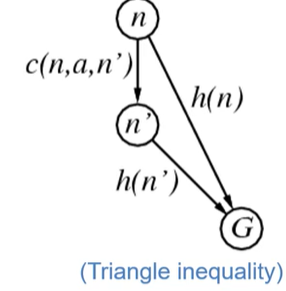 n
c(n,a,n’)
h(n)
n’
h(n’)
G
(Triangle inequality)